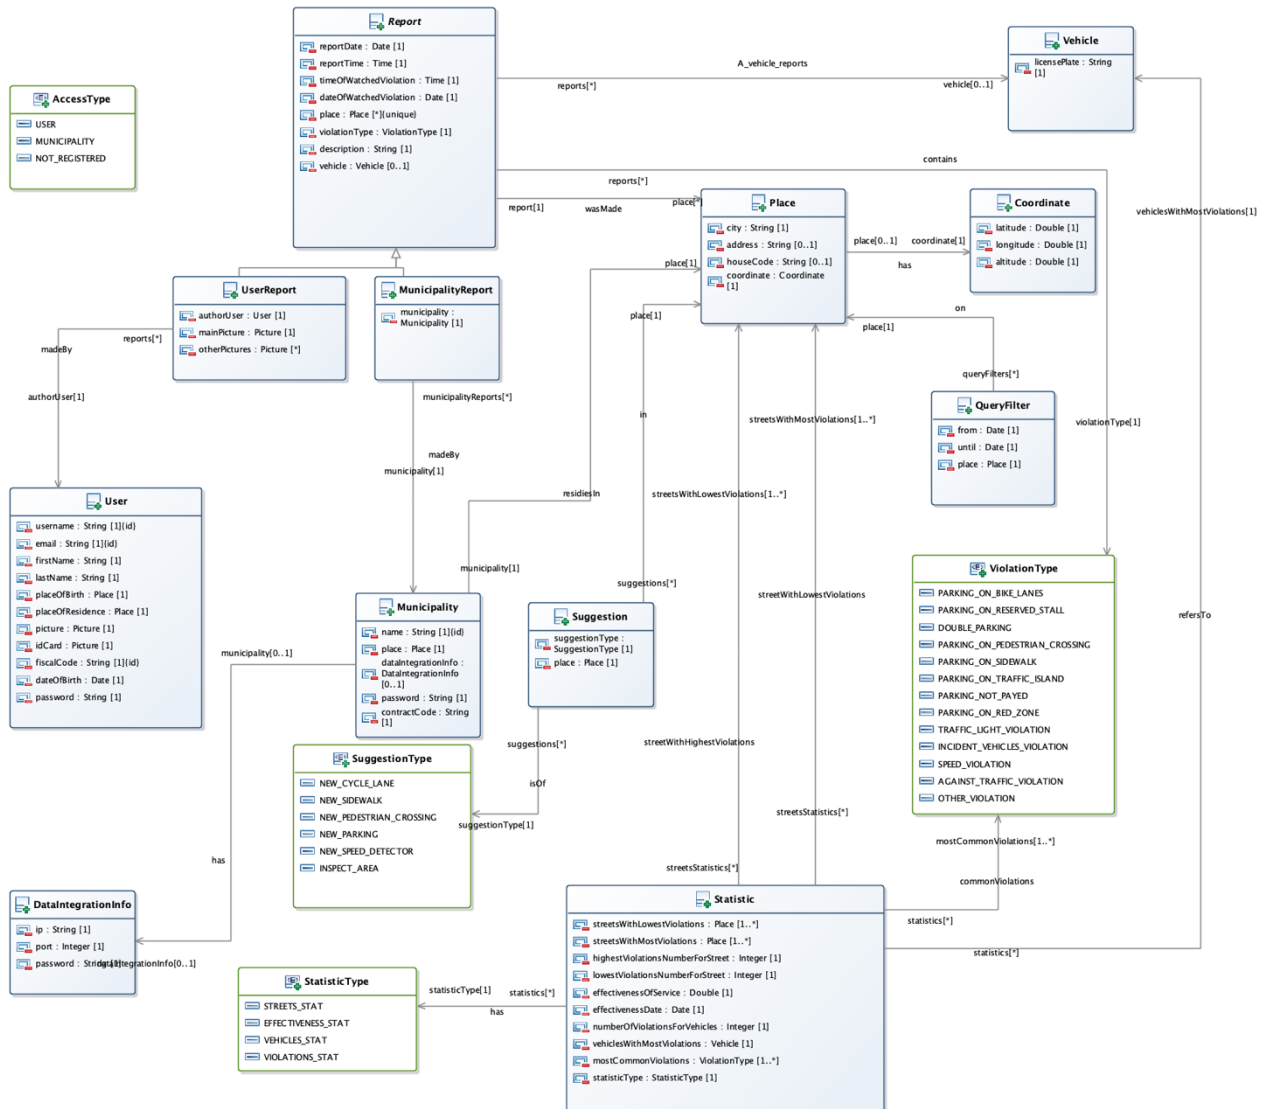 Report
reportDate : Date [1]
reportTime : Time [1]
timeOfWatchedViolation : Time [1]
dateOfWatchedViolation : Date [1]
place : Place [*]{unique}
violationType : ViolationType [1]
description : String [1]
vehicle : Vehicle [0..1]
Vehicle
licensePlate : String
[1]
A_vehicle_reports
reports[*]
vehicle[0..1]
AccessType
USER
MUNICIPALITY
NOT_REGISTERED
contains
reports[*]
report[1]
wasMade
place[*]
Place
city : String [1]
address : String [0..1]
houseCode : String [0..1]
coordinate : Coordinate
[1]
place[0..1]
coordinate[1]
has
Coordinate
latitude : Double [1]
longitude : Double [1]
altitude : Double [1]
vehiclesWithMostViolations[1]
place[1]
UserReport
authorUser : User [1]
mainPicture : Picture [1]
otherPictures : Picture [*]
MunicipalityReport
municipality :
Municipality [1]
place[1]
on
place[1]
reports[*]
madeBy
authorUser[1]
municipalityReports[*]
madeBy
municipality[1]
in
queryFilters[*]
QueryFilter
from : Date [1]
until : Date [1]
place : Place [1]
streetsWithMostViolations[1..*]
violationType[1]
residiesIn
streetsWithLowestViolations[1..*]
User
username : String [1]{id}
email : String [1]{id}
firstName : String [1]
lastName : String [1]
placeOfBirth : Place [1]
placeOfResidence : Place [1]
picture : Picture [1]
idCard : Picture [1]
fiscalCode : String [1]{id}
dateOfBirth : Date [1]
password : String [1]
municipality[1]
suggestions[*]
streetWithLowestViolations
Municipality
name : String [1]{id}
place : Place [1]
dataIntegrationInfo :
DataIntegrationInfo
[0..1]
password : String [1]
contractCode : String
[1]
Suggestion
suggestionType :
SuggestionType [1]
place : Place [1]
ViolationType
PARKING_ON_BIKE_LANES
PARKING_ON_RESERVED_STALL
DOUBLE_PARKING
PARKING_ON_PEDESTRIAN_CROSSING
PARKING_ON_SIDEWALK
PARKING_ON_TRAFFIC_ISLAND
PARKING_NOT_PAYED
PARKING_ON_RED_ZONE
TRAFFIC_LIGHT_VIOLATION
INCIDENT_VEHICLES_VIOLATION
SPEED_VIOLATION
AGAINST_TRAFFIC_VIOLATION
OTHER_VIOLATION
refersTo
municipality[0..1]
suggestions[*]
streetWithHighestViolations
isOf
suggestionType[1]
SuggestionType
NEW_CYCLE_LANE
NEW_SIDEWALK
NEW_PEDESTRIAN_CROSSING
NEW_PARKING
NEW_SPEED_DETECTOR
INSPECT_AREA
streetsStatistics[*]
mostCommonViolations[1..*]
has
streetsStatistics[*]
commonViolations
DataIntegrationInfo
ip : String [1]
port : Integer [1]
password : String [1]
dataIntegrationInfo[0..1]
Statistic
streetsWithLowestViolations : Place [1..*]
streetsWithMostViolations : Place [1..*]
highestViolationsNumberForStreet : Integer [1]
lowestViolationsNumberForStreet : Integer [1]
effectivenessOfService : Double [1]
effectivenessDate : Date [1]
numberOfViolationsForVehicles : Integer [1]
vehiclesWithMostViolations : Vehicle [1]
mostCommonViolations : ViolationType [1..*]
statisticType : StatisticType [1]
statistics[*]
statistics[*]
StatisticType
STREETS_STAT
EFFECTIVENESS_STAT
VEHICLES_STAT
VIOLATIONS_STAT
statisticType[1]
statistics[*]
has